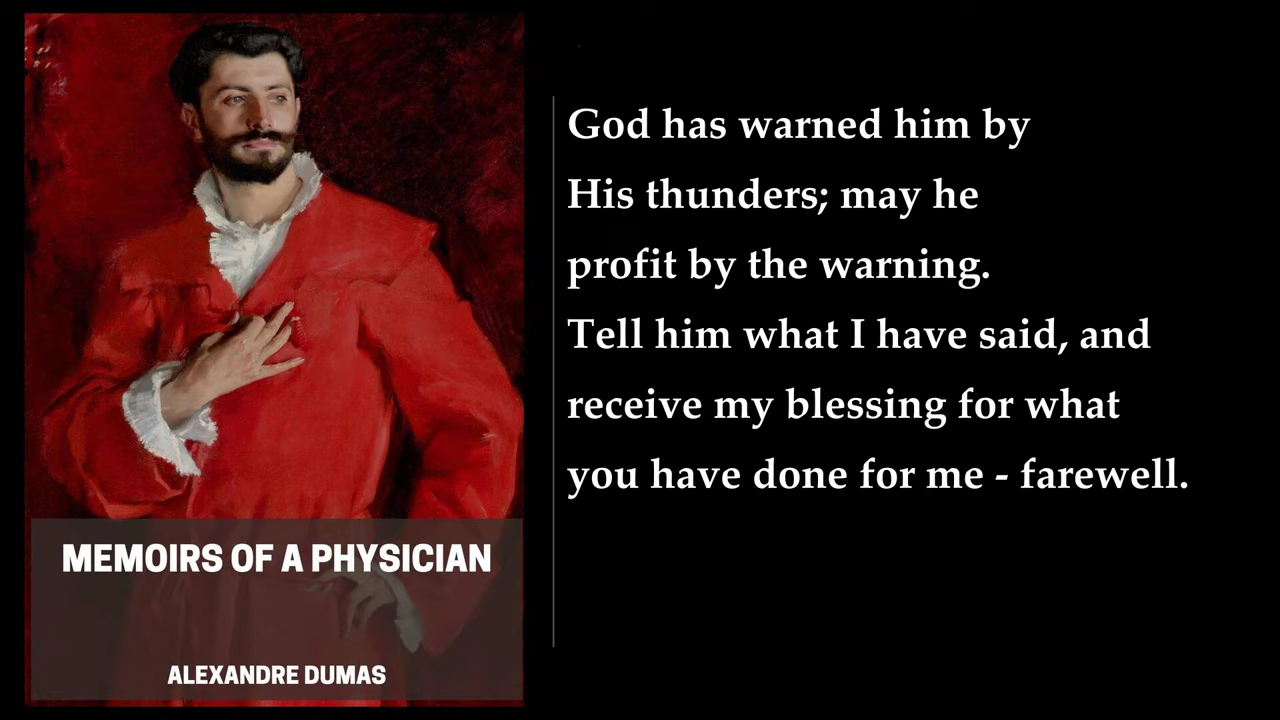 God has warned him by
His thunders; may he
profit by the warning.
Tell him what I have said, and
receive my blessing for what
you have done for me - farewell.
MEMOIRS OF A PHYSICIAN
ALEXANDRE DUMAS